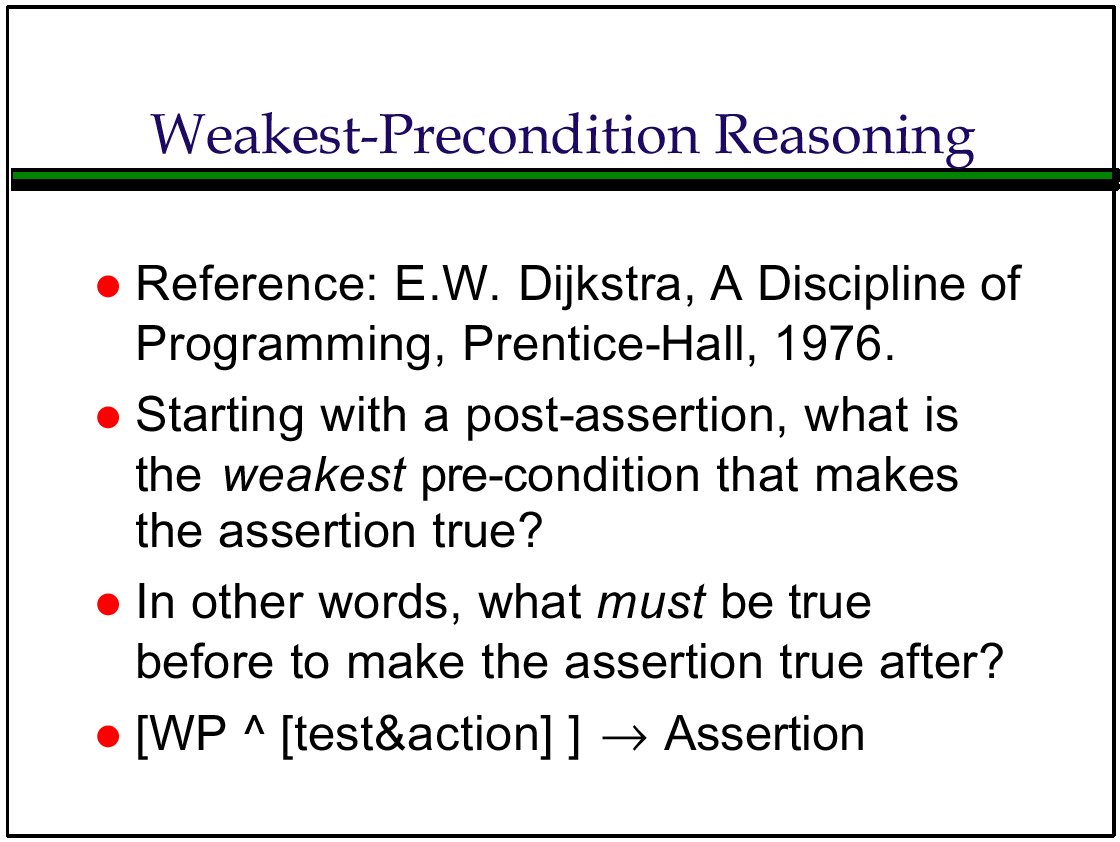 Weakest-Precondition Reasoning
● Reference: E.W. Dijkstra, A Discipline of
Programming, Prentice-Hall, 1976.
● Starting with a post-assertion, what is
the weakest pre-condition that makes
the assertion true?
● In other words, what must be true
before to make the assertion true after?
● [WP ^ [test&action] ] → Assertion